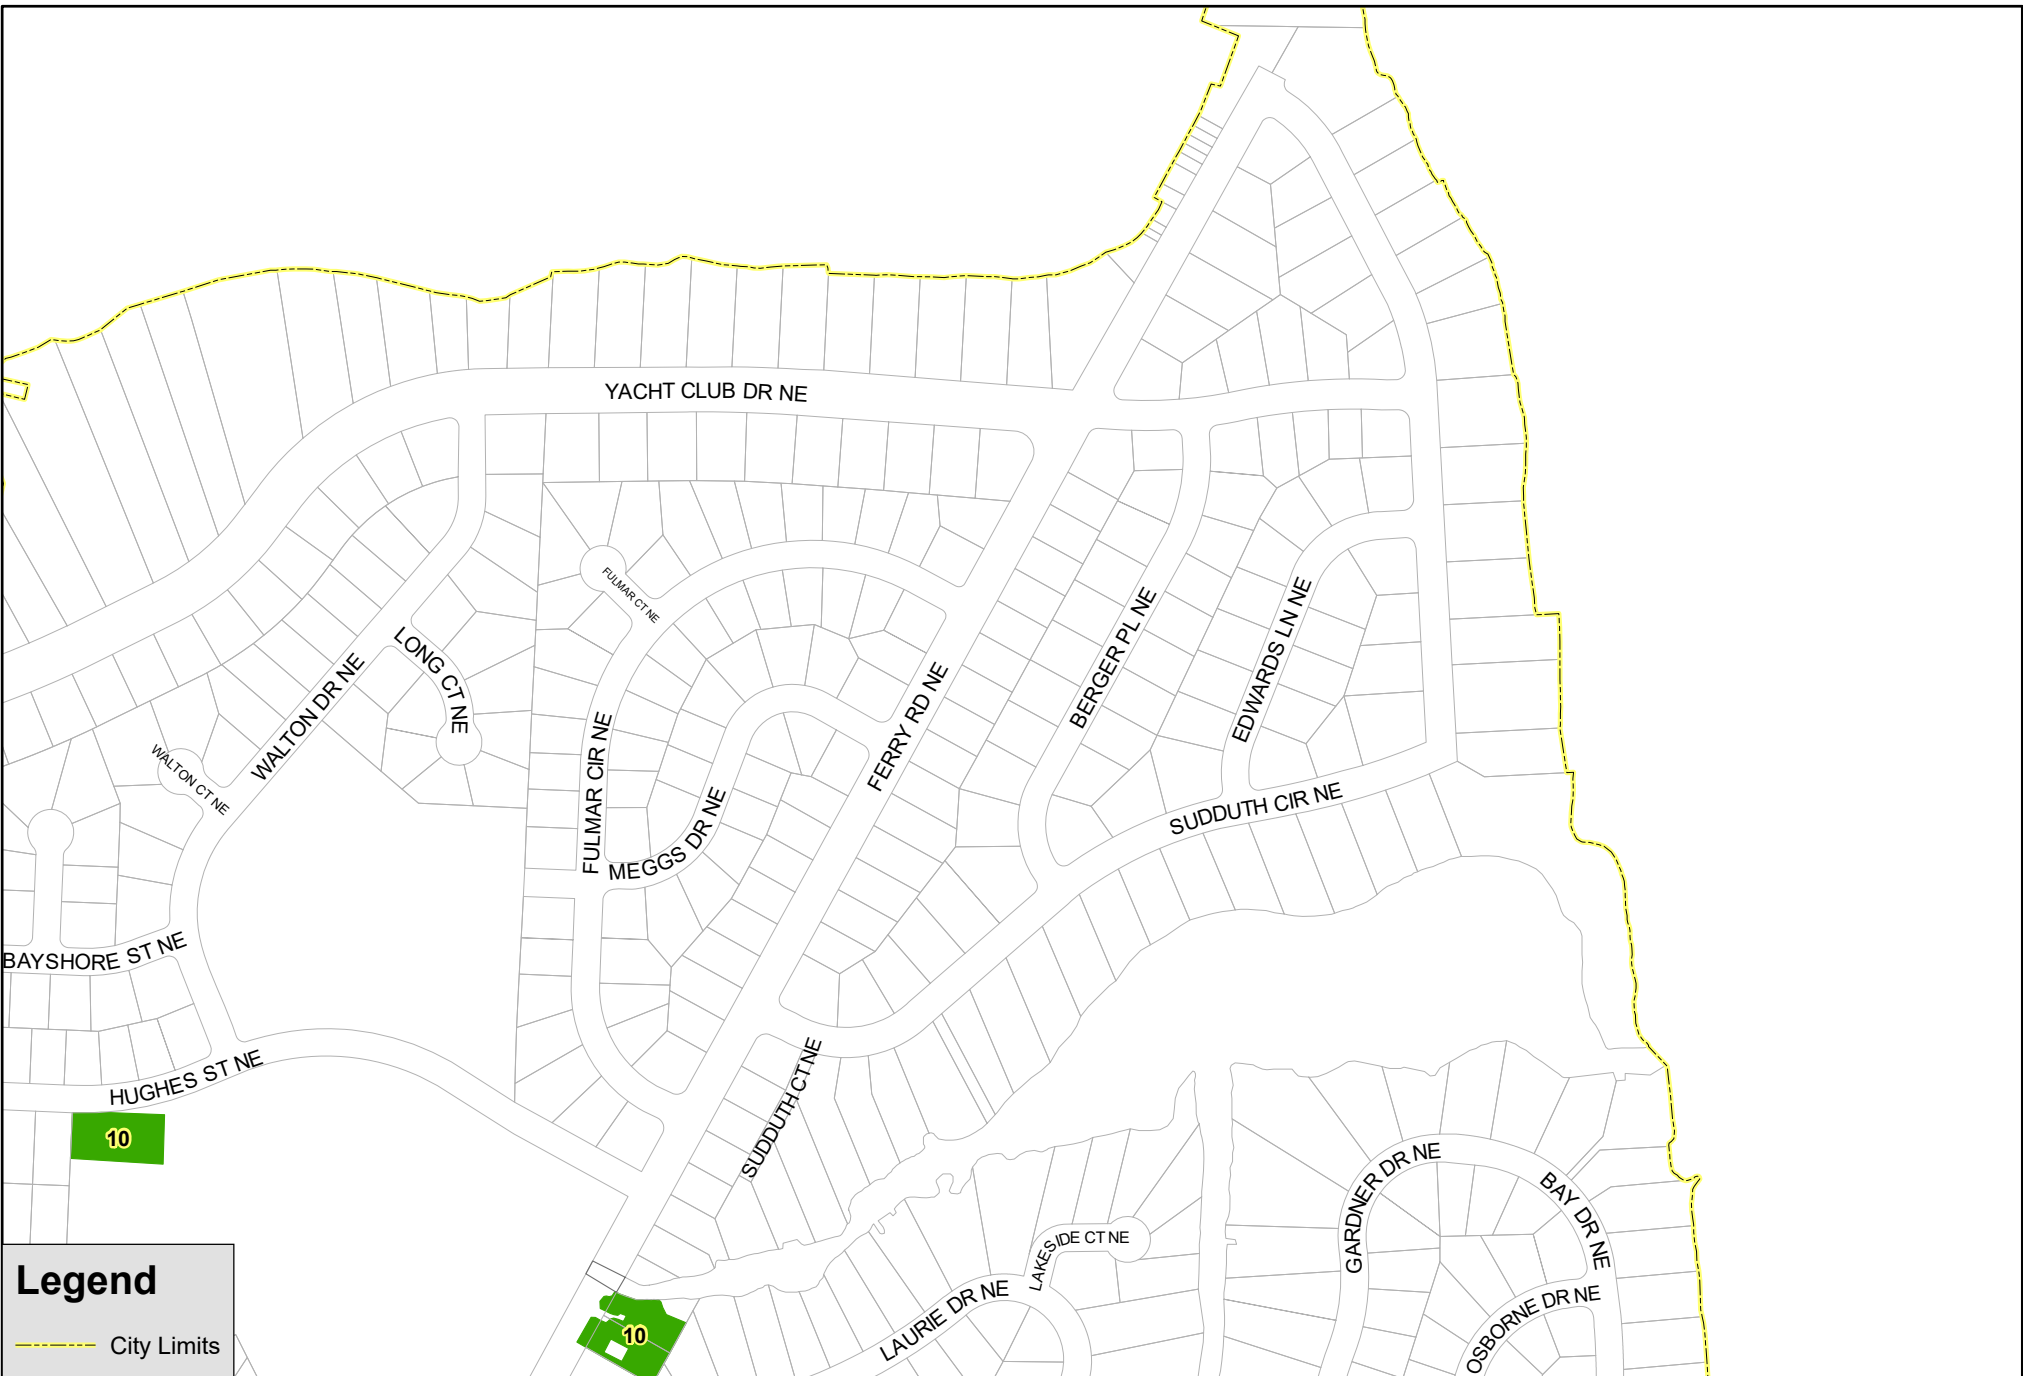 YACHT CLUB DR NE
FULMAR CT NE
LONG CT NE
WALTON DR NE
WALTON CT NE
BERGER PL NE
EDWARDS LN NE
FERRY RD NE
FULMAR CIR NE
MEGGS DR NE
SUDDUTH CIR NE
BAYSHORE ST NE
HUGHES ST NE
SUDDUTH CT NE
10
GARDNER DR NE
BAY DR NE
LAKESIDE CT NE
LAURIE DR NE
OSBORNE DR NE
10
Legend
City Limits